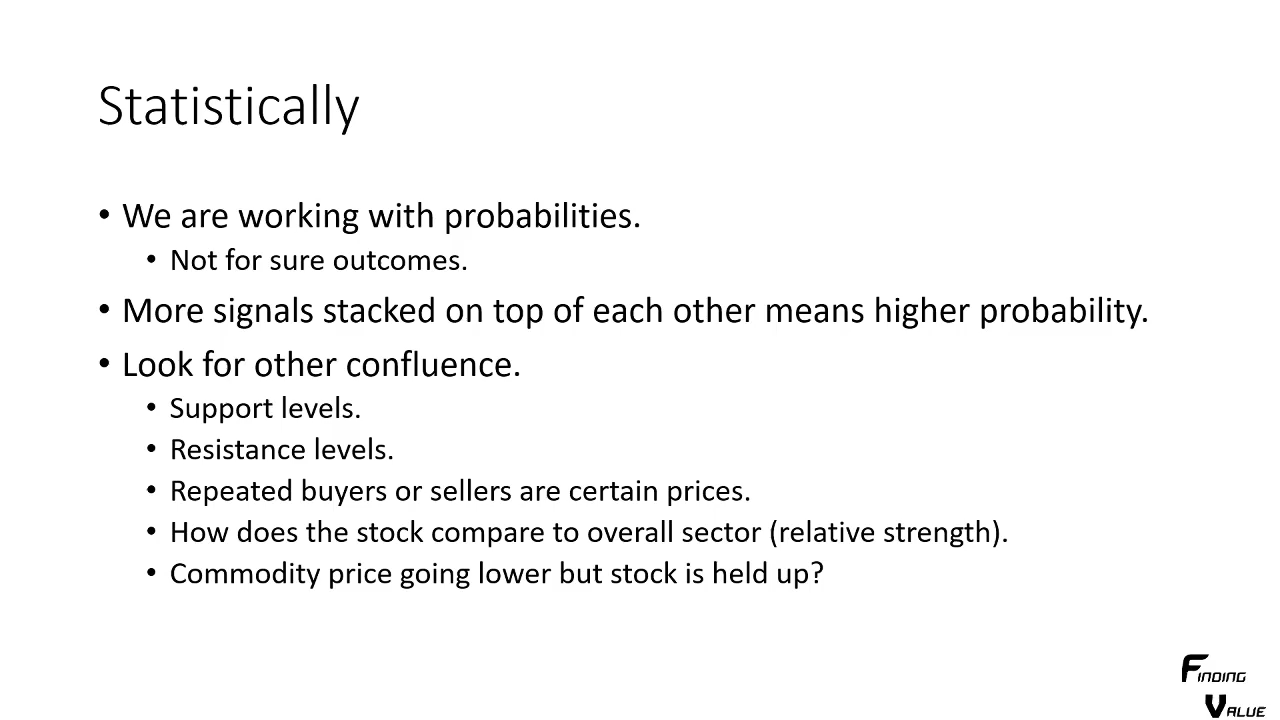 Statistically
• We are working with probabilities.
• Not for sure outcomes.
• More signals stacked on top of each other means higher probability.
• Look for other confluence.
• Support levels.
• Resistance levels.
• Repeated buyers or sellers are certain prices.
• How does the stock compare to overall sector (relative strength).
• Commodity price going lower but stock is held up?
Finding
Value